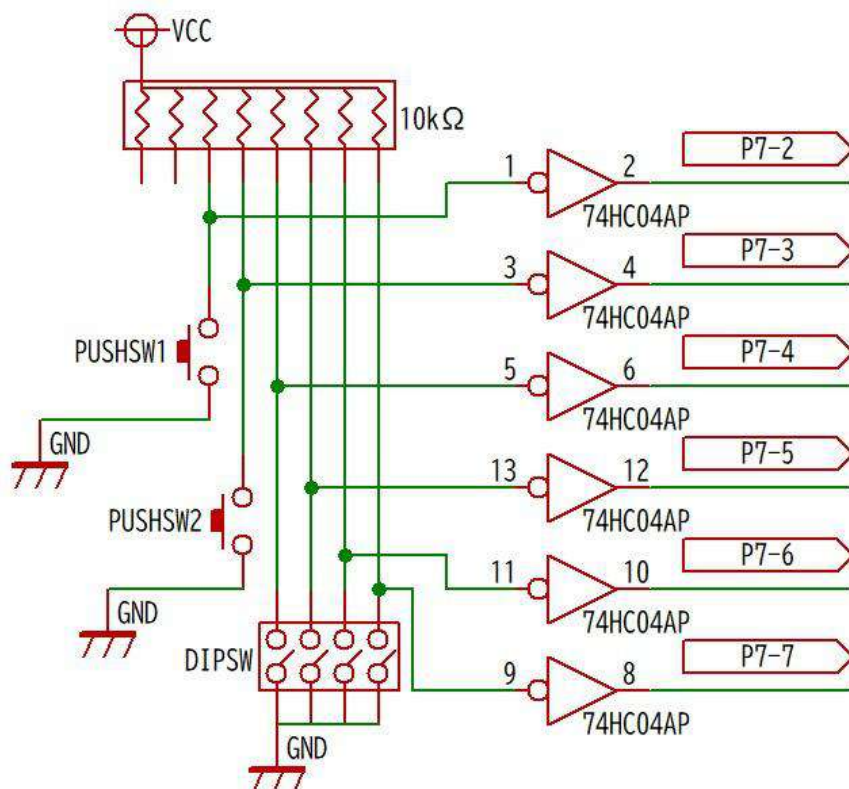 VCC
10kΩ
1 2 P7-2
74HC04AP
3 4 P7-3
74HC04AP
PUSHSW1
5 6 P7-4
74HC04AP
GND
13 12 P7-5
74HC04AP
PUSHSW2
11 10 P7-6
74HC04AP
GND
DIPSW
9 8 P7-7
74HC04AP
GND